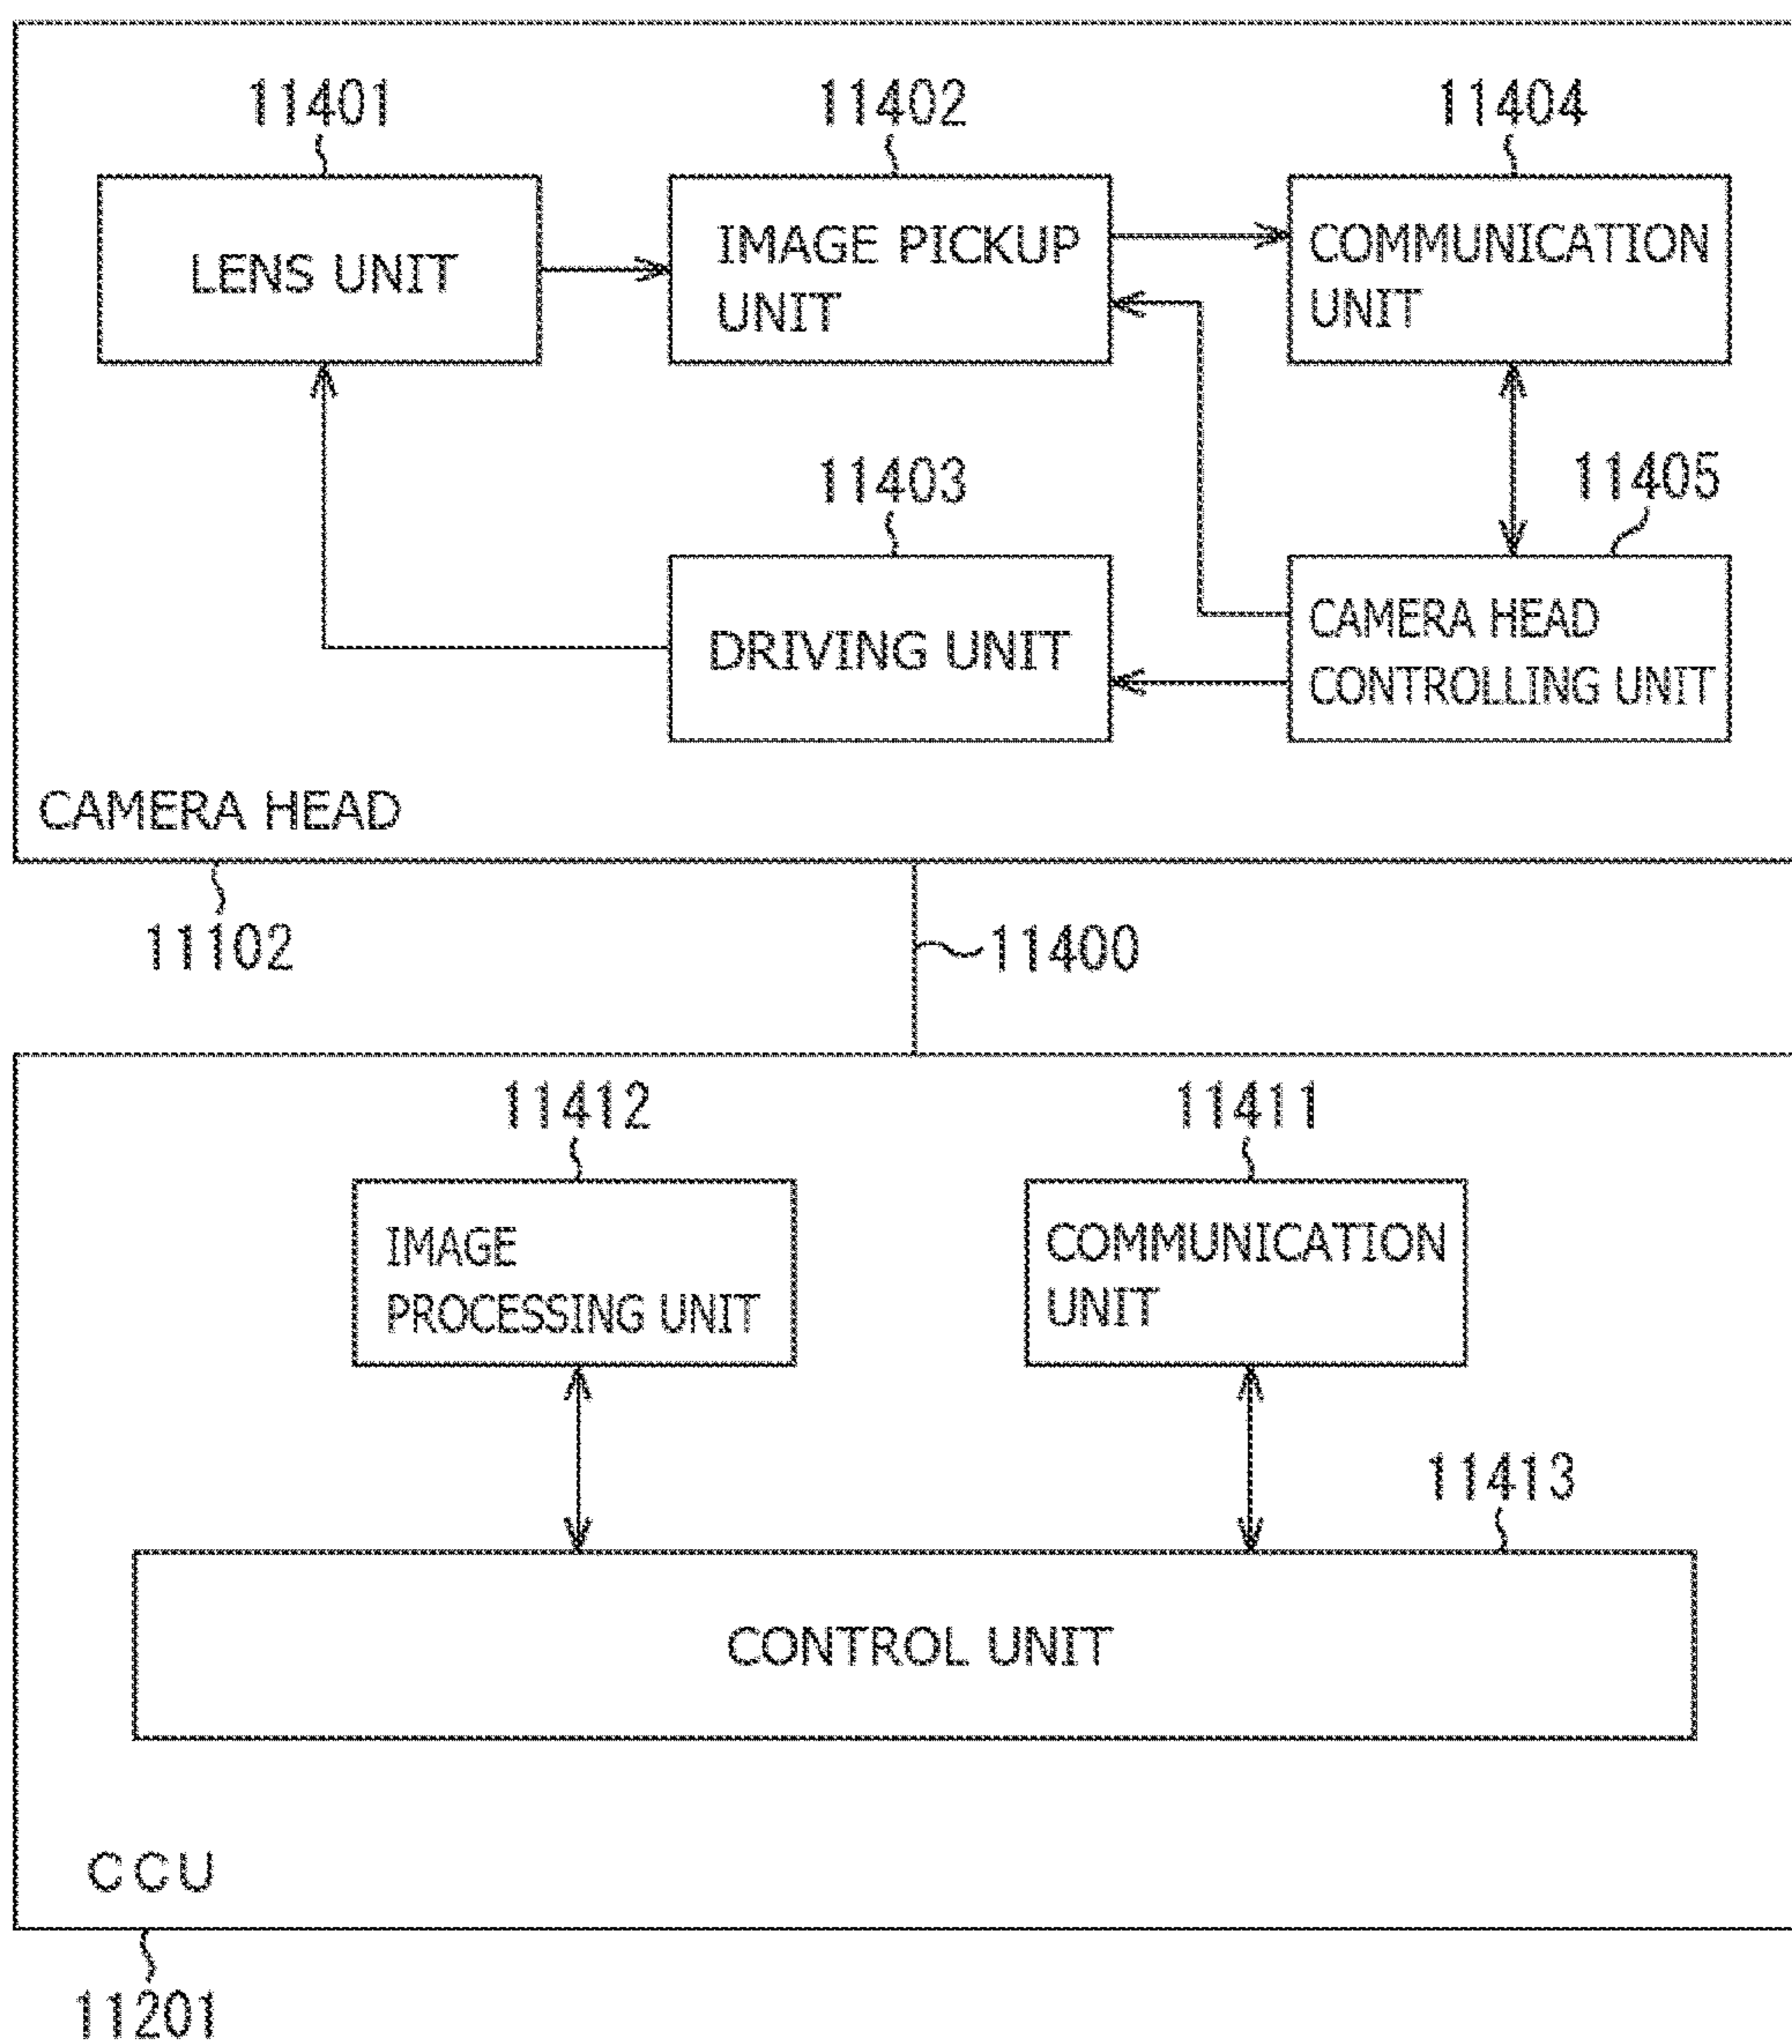 11401
11402
11404
LENS UNIT
IMAGE PICKUP
UNIT
COMMUNICATION
UNIT
11403
11405
DRIVING UNIT
CAMERA HEAD
CONTROLLING UNIT
CAMERA HEAD
11102
11400
11412
11411
IMAGE
PROCESSING UNIT
COMMUNICATION
UNIT
11413
CONTROL UNIT
CCU
11201